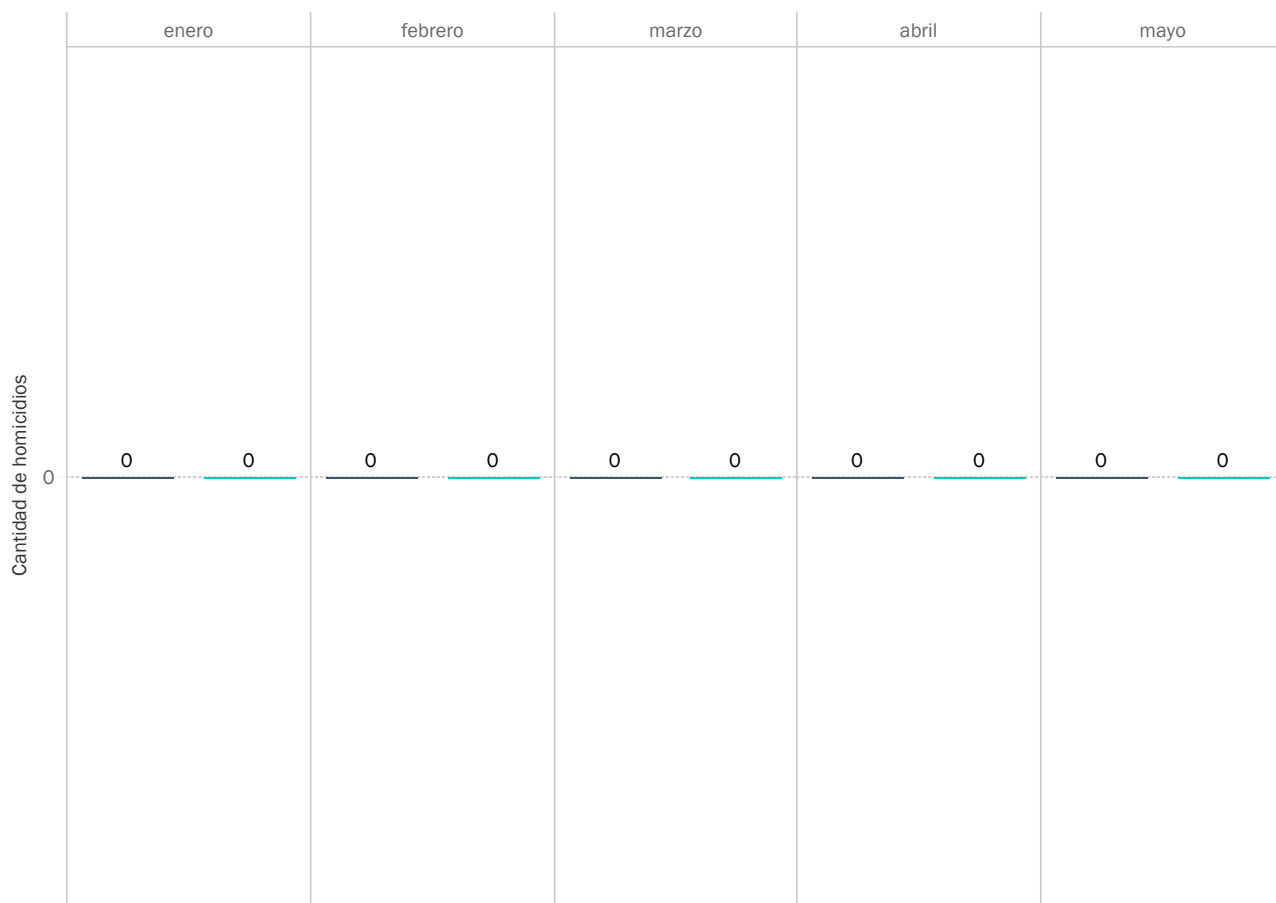 enero febrero marzo abril mayo
Cantidad de homicidios
0 0 0 0 0 0 0 0 0 0
0